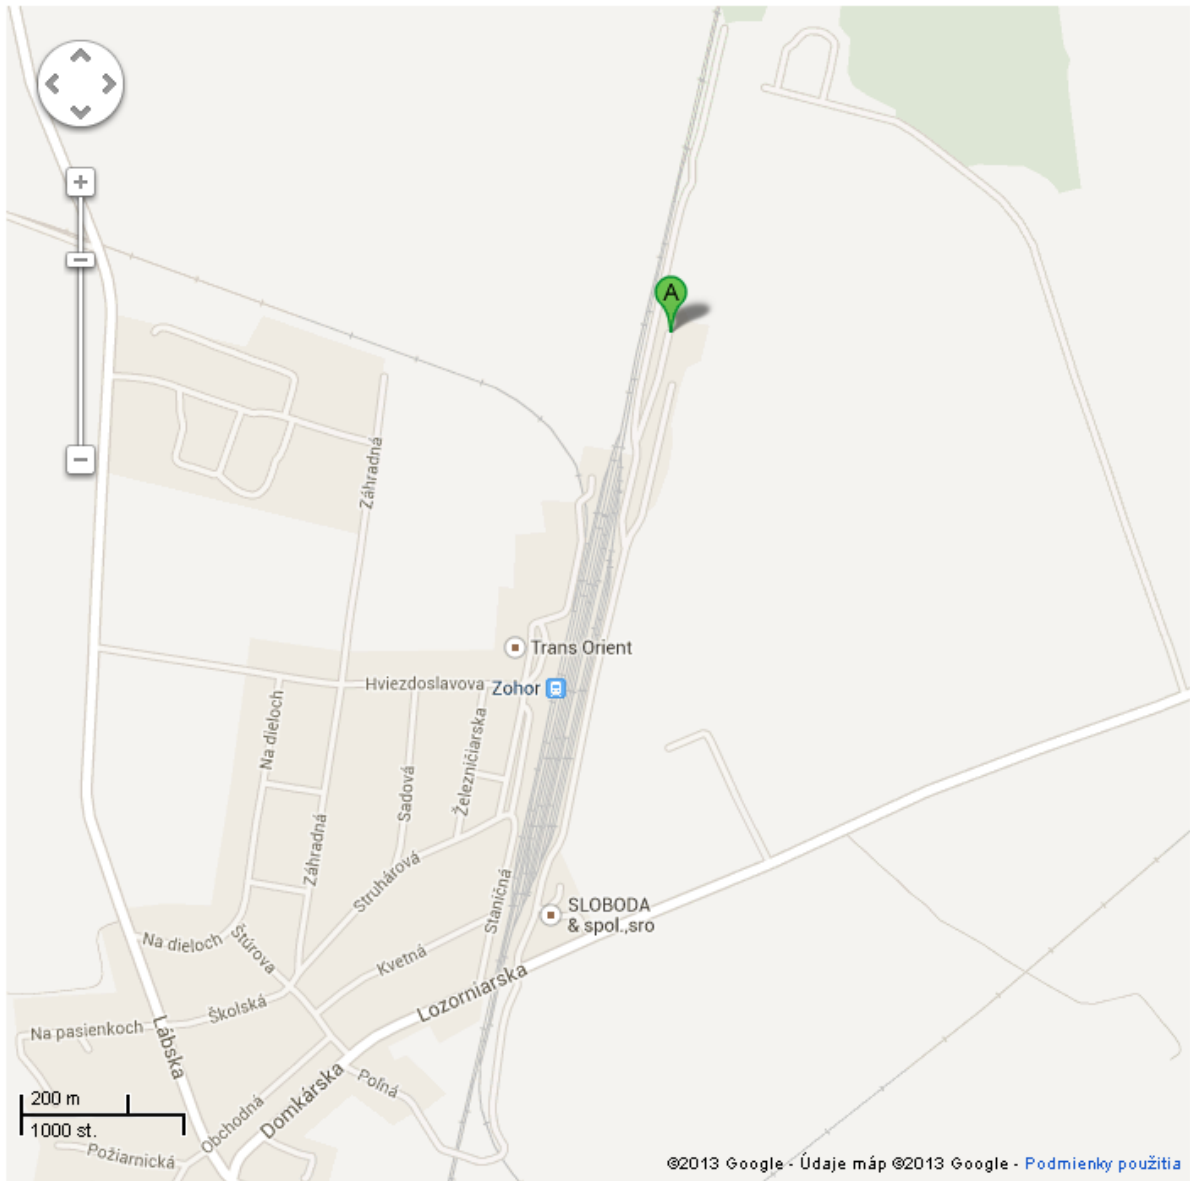 A
Záhradná
Trans Orient
Hviezdoslavova
Zohor
Na dieloch
Železničiarska
Sadová
Záhradná
Struhárová
Staničná
SLOBODA
& spol.,sro
Na dieloch
Štúrova
Kvetná
Lozorniarska
Školská
Na pasienkoch
Lábska
Poľná
Domkárska
Obchodná
Požiarnická
200 m
1000 st.
©2013 Google - Údaje máp ©2013 Google - Podmienky použitia